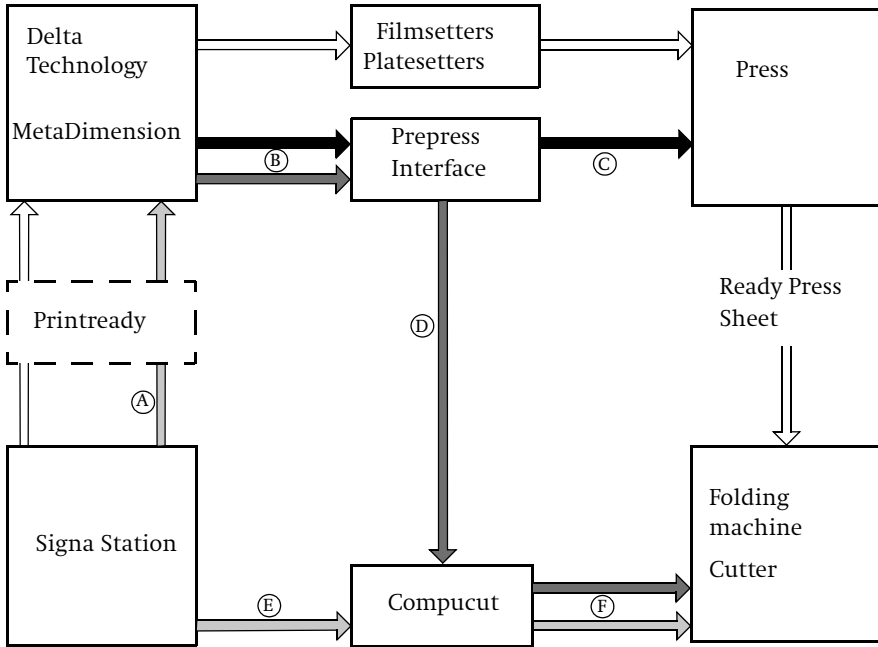 Delta
Technology
MetaDimension
Filmsetters
Platesetters
Press
Prepress
Interface
B
C
Printready
A
D
Ready Press
Sheet
Signa Station
E
Compucut
F
Folding
machine
Cutter